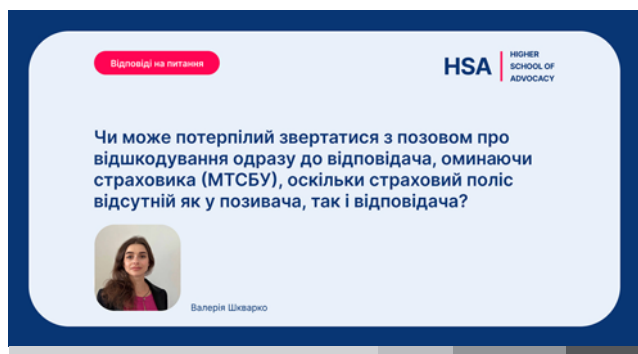 Відповіді на питання
HSA
HIGHER
SCHOOL OF
ADVOCACY
Чи може потерпілий звертатися з позовом про
відшкодування одразу до відповідача, оминаючи
страховика (МТСБУ), оскільки страховий поліс
відсутній як у позивача, так і відповідача?
Валерія Шкварко